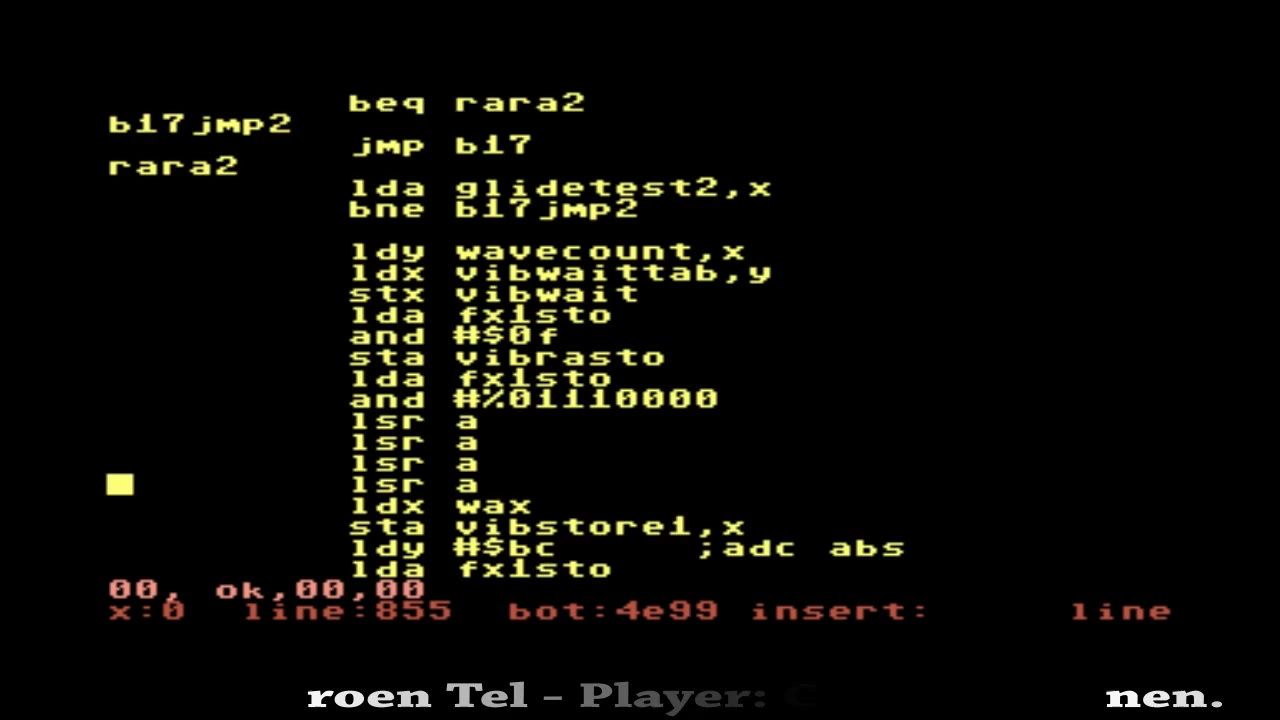 beq rara2
b17jmp2
jmp b17
rara2
lda glidetest2,x
bne b17jmp2
ldy wavecount,x
ldx vibwaittab,y
stx vibwait
lda fx1sto
and #$0f
sta vibrasto
lda fx1sto
and #%01110000
lsr a
lsr a
lsr a
lsr a
ldx wax
sta vibstore1,x
ldy #$bc ;adc abs
lda fx1sto
00, ok,00,00
x:0 line:855 bot:4e99 insert: line
roen Tel – Player: nen.